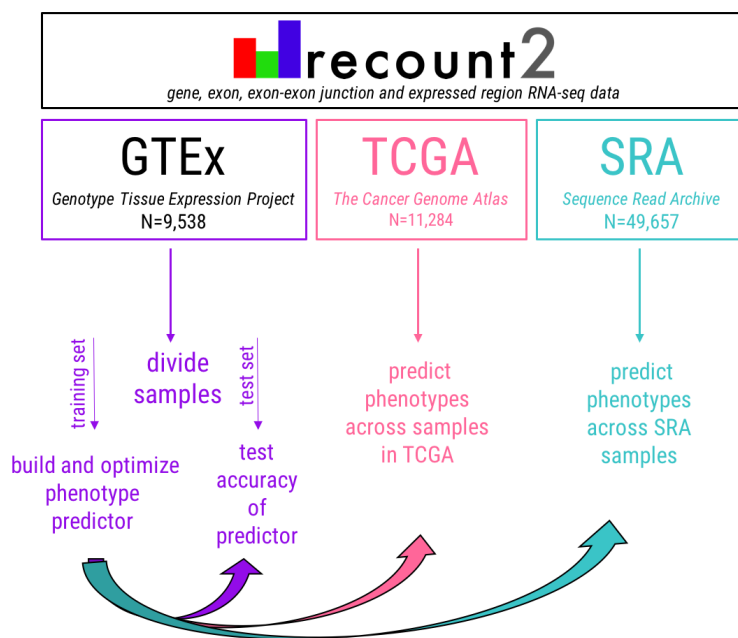 recount2
gene, exon, exon-exon junction and expressed region RNA-seq data
GTEx
Genotype Tissue Expression Project
N=9,538
TCGA
The Cancer Genome Atlas
N=11,284
SRA
Sequence Read Archive
N=49,657
training set
divide
samples
test set
build and optimize
phenotype
predictor
test
accuracy
of
predictor
predict
phenotypes
across samples
in TCGA
predict
phenotypes
across SRA
samples